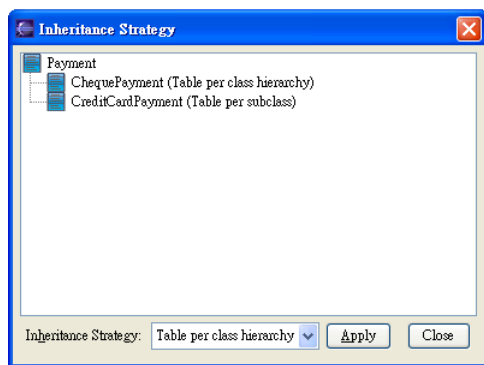 Inheritance Strategy
Payment
ChequePayment (Table per class hierarchy)
CreditCardPayment (Table per subclass)
Inheritance Strategy: Table per class hierarchy Apply Close